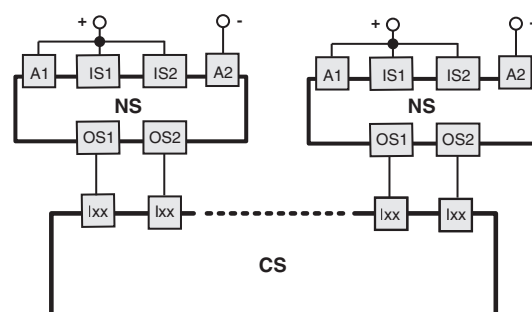 + - + -
A1 IS1 IS2 A2 A1 IS1 IS2 A2
NS NS
OS1 OS2 OS1 OS2
Ixx Ixx Ixx Ixx
CS